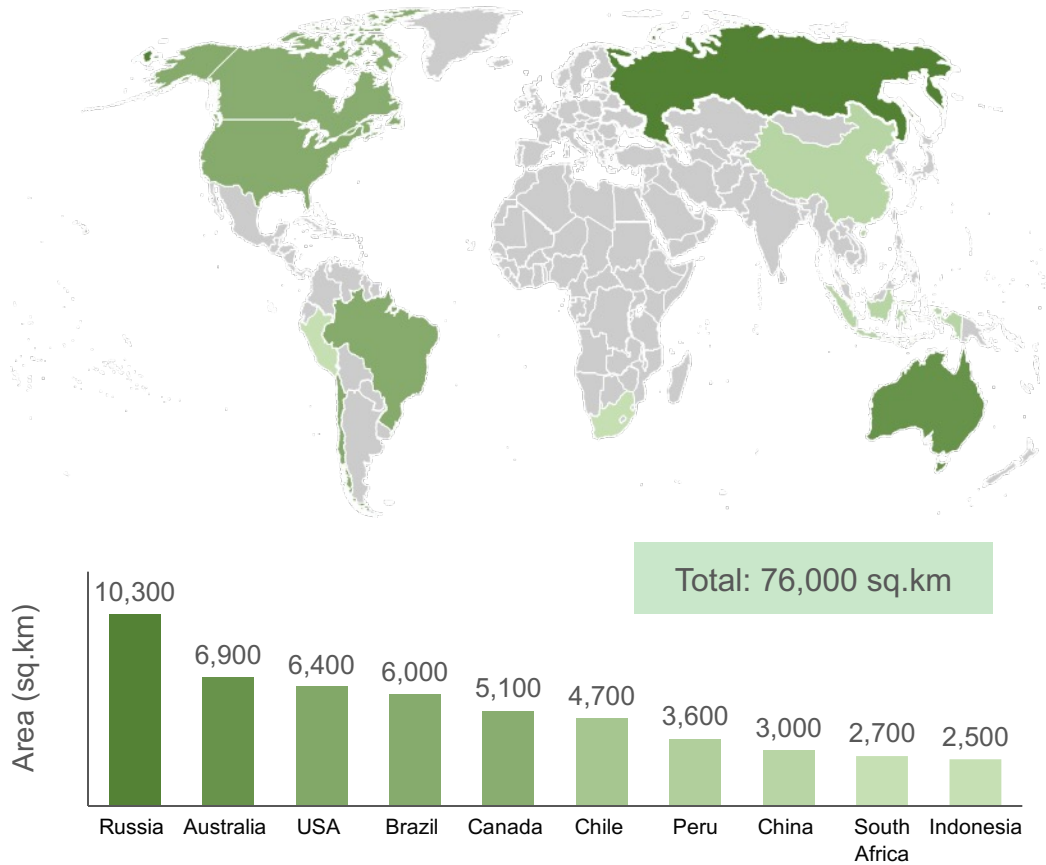 Total: 76,000 sq.km
Area (sq.km)
10,300
6,900
6,400
6,000
5,100
4,700
3,600
3,000
2,700
2,500
Russia
Australia
USA
Brazil
Canada
Chile
Peru
China
South
Africa
Indonesia